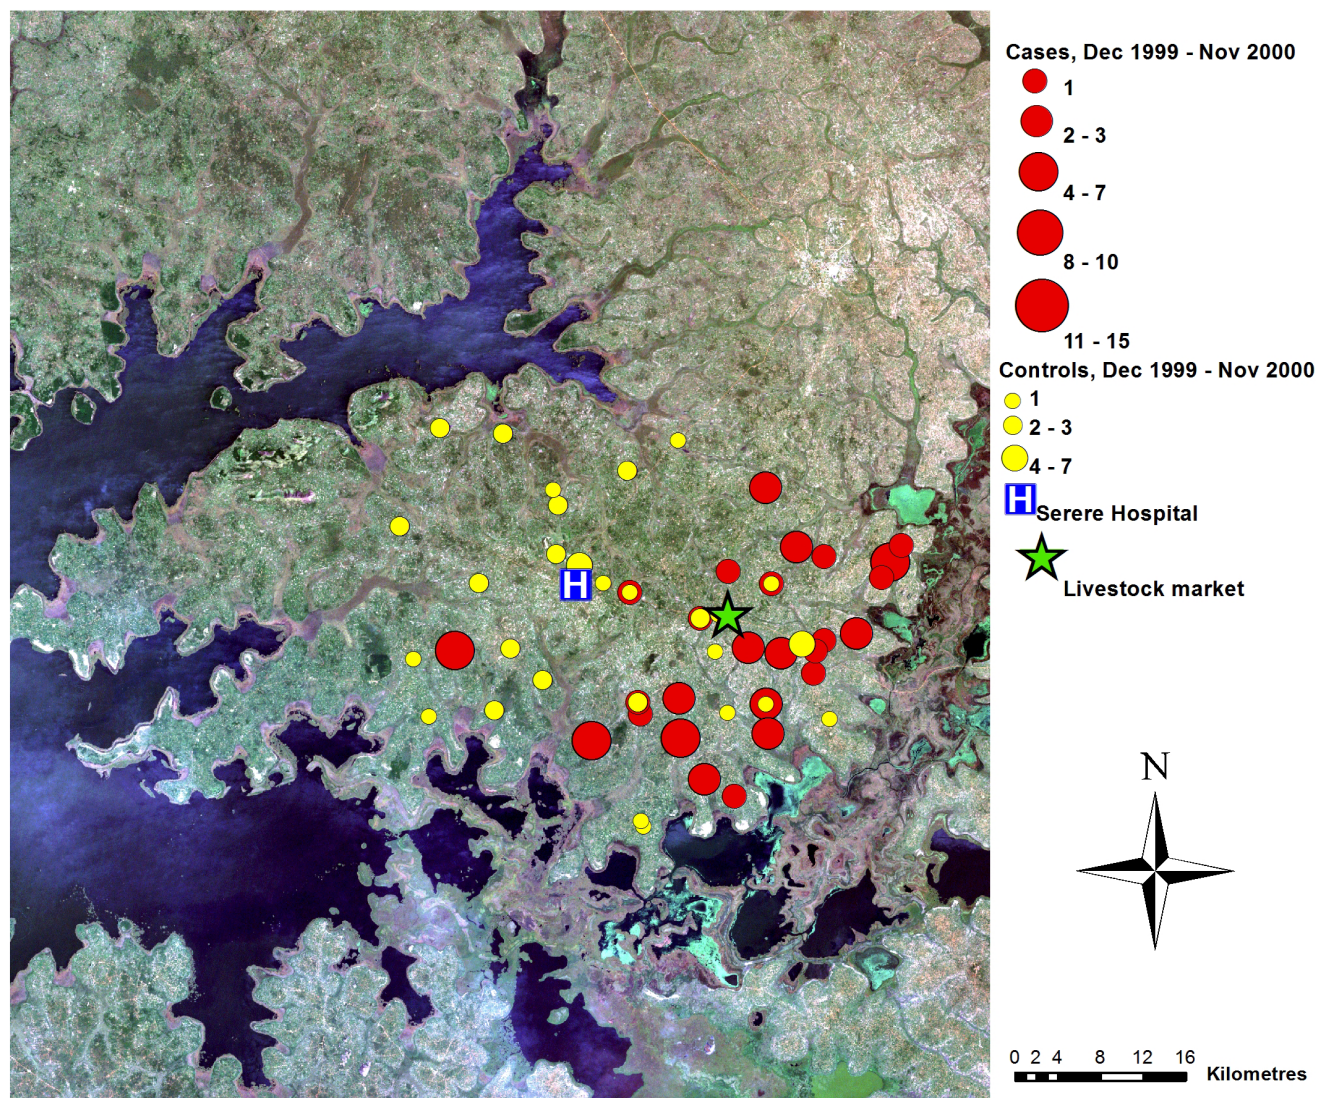 Cases, Dec 1999 - Nov 2000
1
2 - 3
4 - 7
8 - 10
11 - 15
Controls, Dec 1999 - Nov 2000
1
2 - 3
4 - 7
H
Serere Hospital
Livestock market
H
N
0 2 4 8 12 16
Kilometres